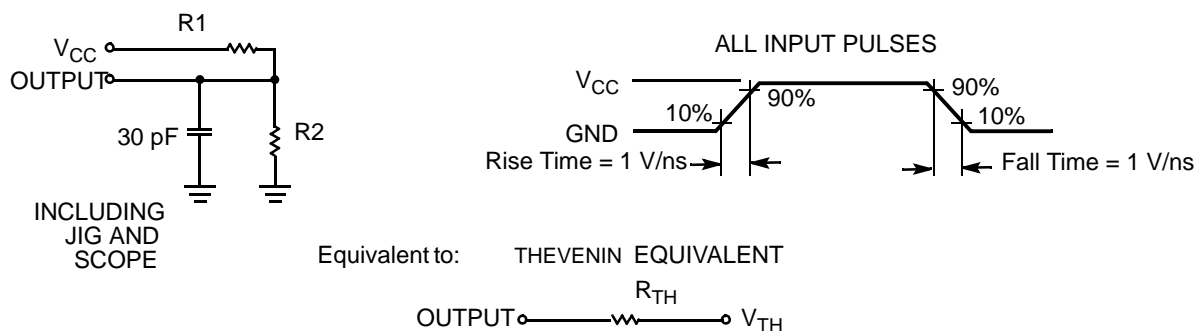 R1
VCC
OUTPUT
30 pF
R2
INCLUDING
JIG AND
SCOPE
ALL INPUT PULSES
VCC
GND
10%
90%
90%
10%
Rise Time = 1 V/ns
Fall Time = 1 V/ns
Equivalent to: THEVENIN EQUIVALENT
RTH
OUTPUT
VTH